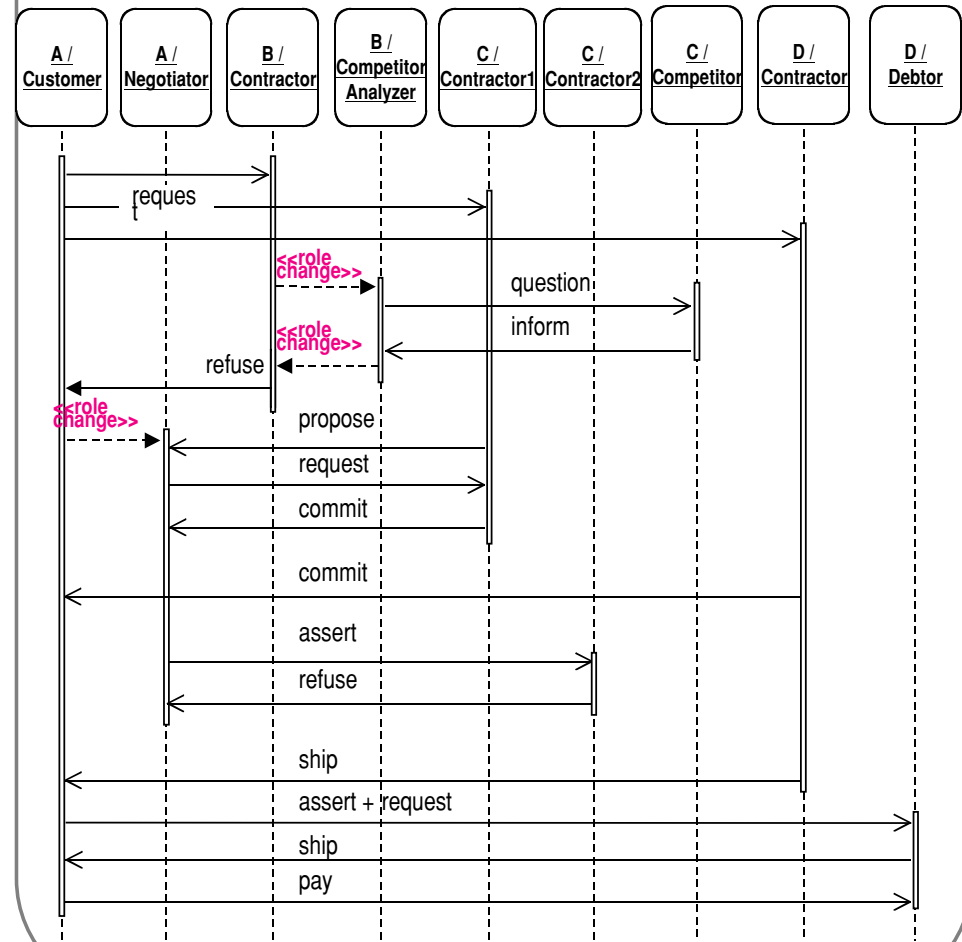 A /
Customer
A /
Negotiator
B /
Contractor
B /
Competitor
Analyzer
C /
Contractor1
C /
Contractor2
C /
Competitor
D /
Contractor
D /
Debtor
reques
t
<<role
change>>
question
inform
<<role
change>>
refuse
<<role
change>>
propose
request
commit
commit
assert
refuse
ship
assert + request
ship
pay